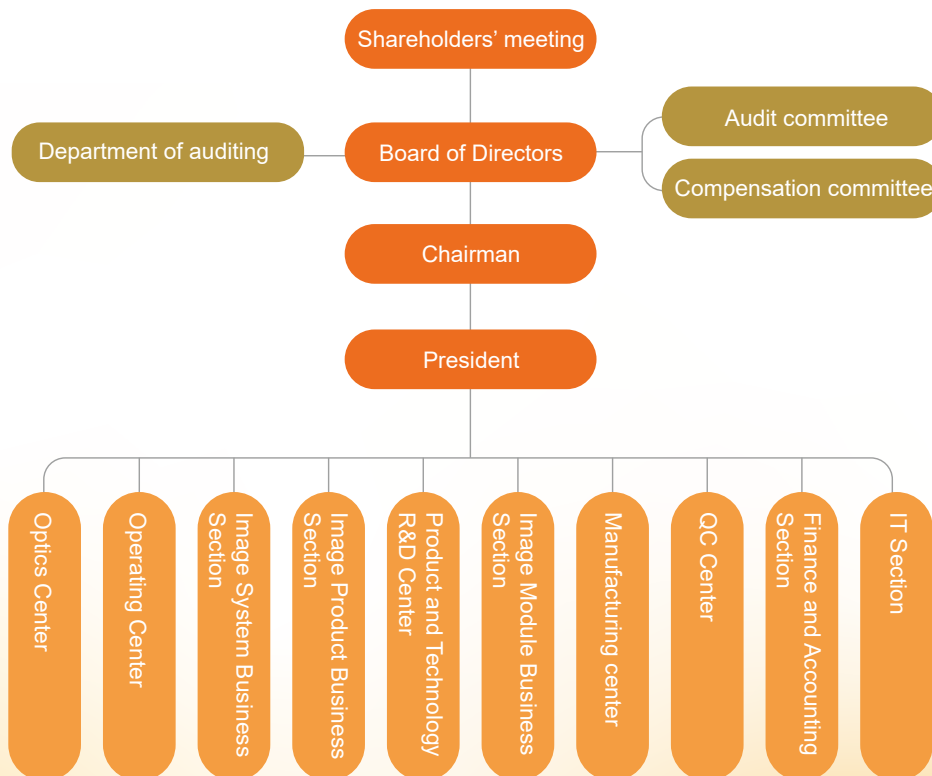 Shareholders’ meeting
Department of auditing
Board of Directors
Audit committee
Compensation committee
Chairman
President
Optics Center
Operating Center
Image System Business
Section
Image Product Business
Section
Product and Technology
R&D Center
Image Module Business
Section
Manufacturing center
QC Center
Finance and Accounting
Section
IT Section